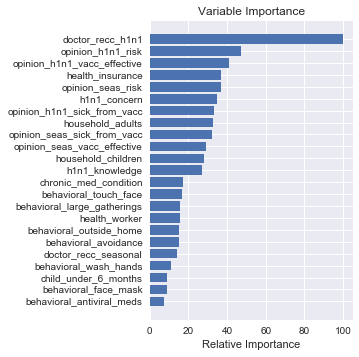 Variable Importance
doctor_recc_h1n1
opinion_h1n1_risk
opinion_h1n1_vacc_effective
health_insurance
opinion_seas_risk
h1n1_concern
opinion_h1n1_sick_from_vacc
household_adults
opinion_seas_sick_from_vacc
opinion_seas_vacc_effective
household_children
h1n1_knowledge
chronic_med_condition
behavioral_touch_face
behavioral_large_gatherings
health_worker
behavioral_outside_home
behavioral_avoidance
doctor_recc_seasonal
behavioral_wash_hands
child_under_6_months
behavioral_face_mask
behavioral_antiviral_meds
0 20 40 60 80 100
Relative Importance